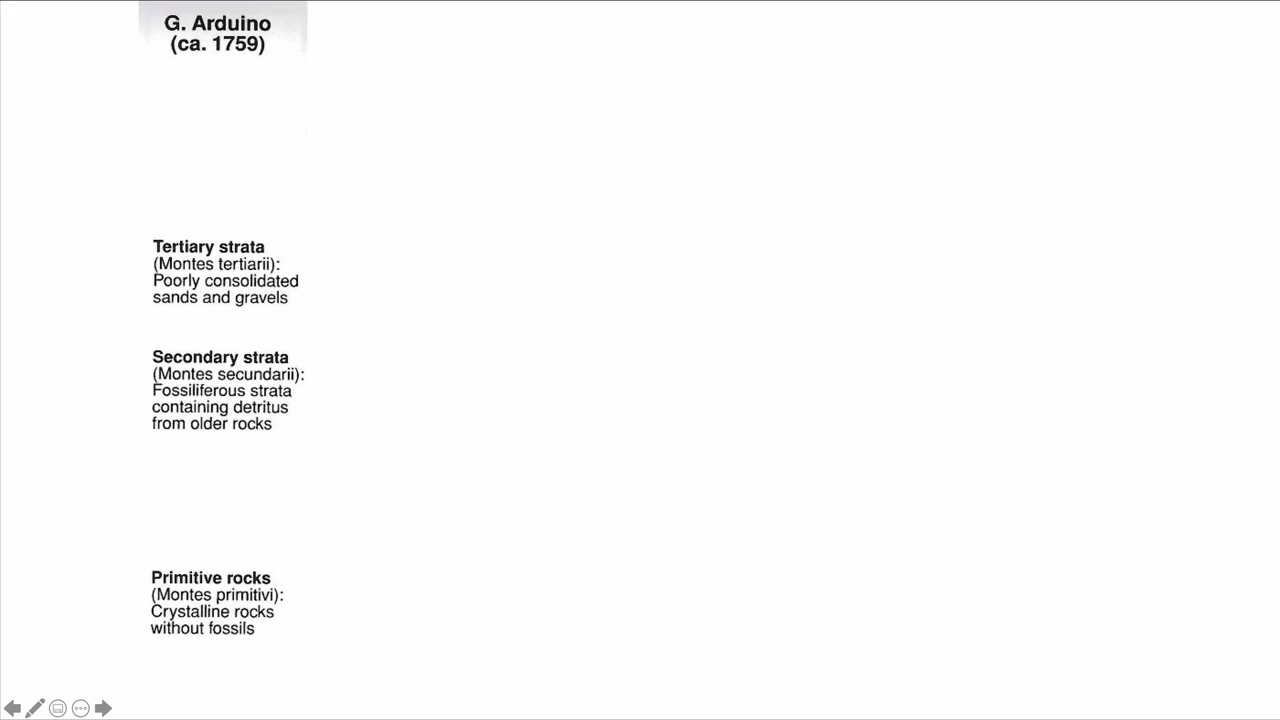 G. Arduino
(ca. 1759)
Tertiary strata
(Montes tertiarii):
Poorly consolidated
sands and gravels
Secondary strata
(Montes secundarii):
Fossiliferous strata
containing detritus
from older rocks
Primitive rocks
(Montes primitivi):
Crystalline rocks
without fossils